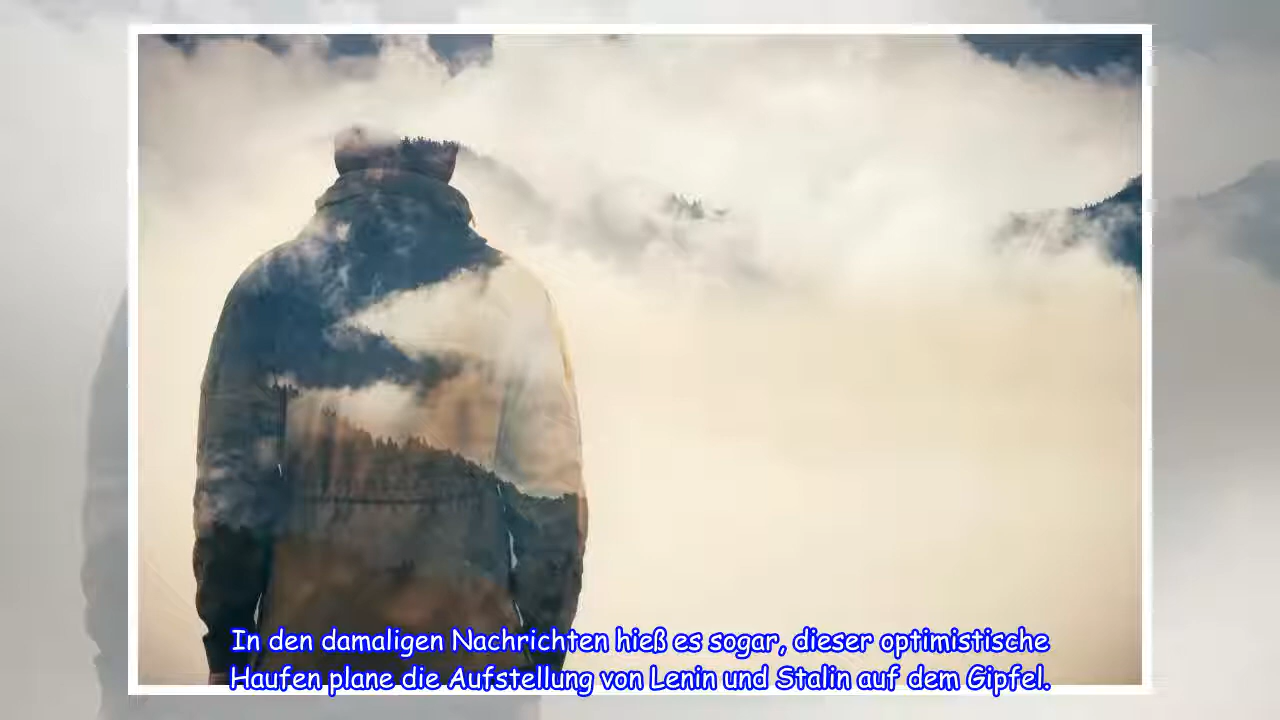 In den damaligen Nachrichten hieß es sogar, dieser optimistische
Haufen plane die Aufstellung von Lenin und Stalin auf dem Gipfel.